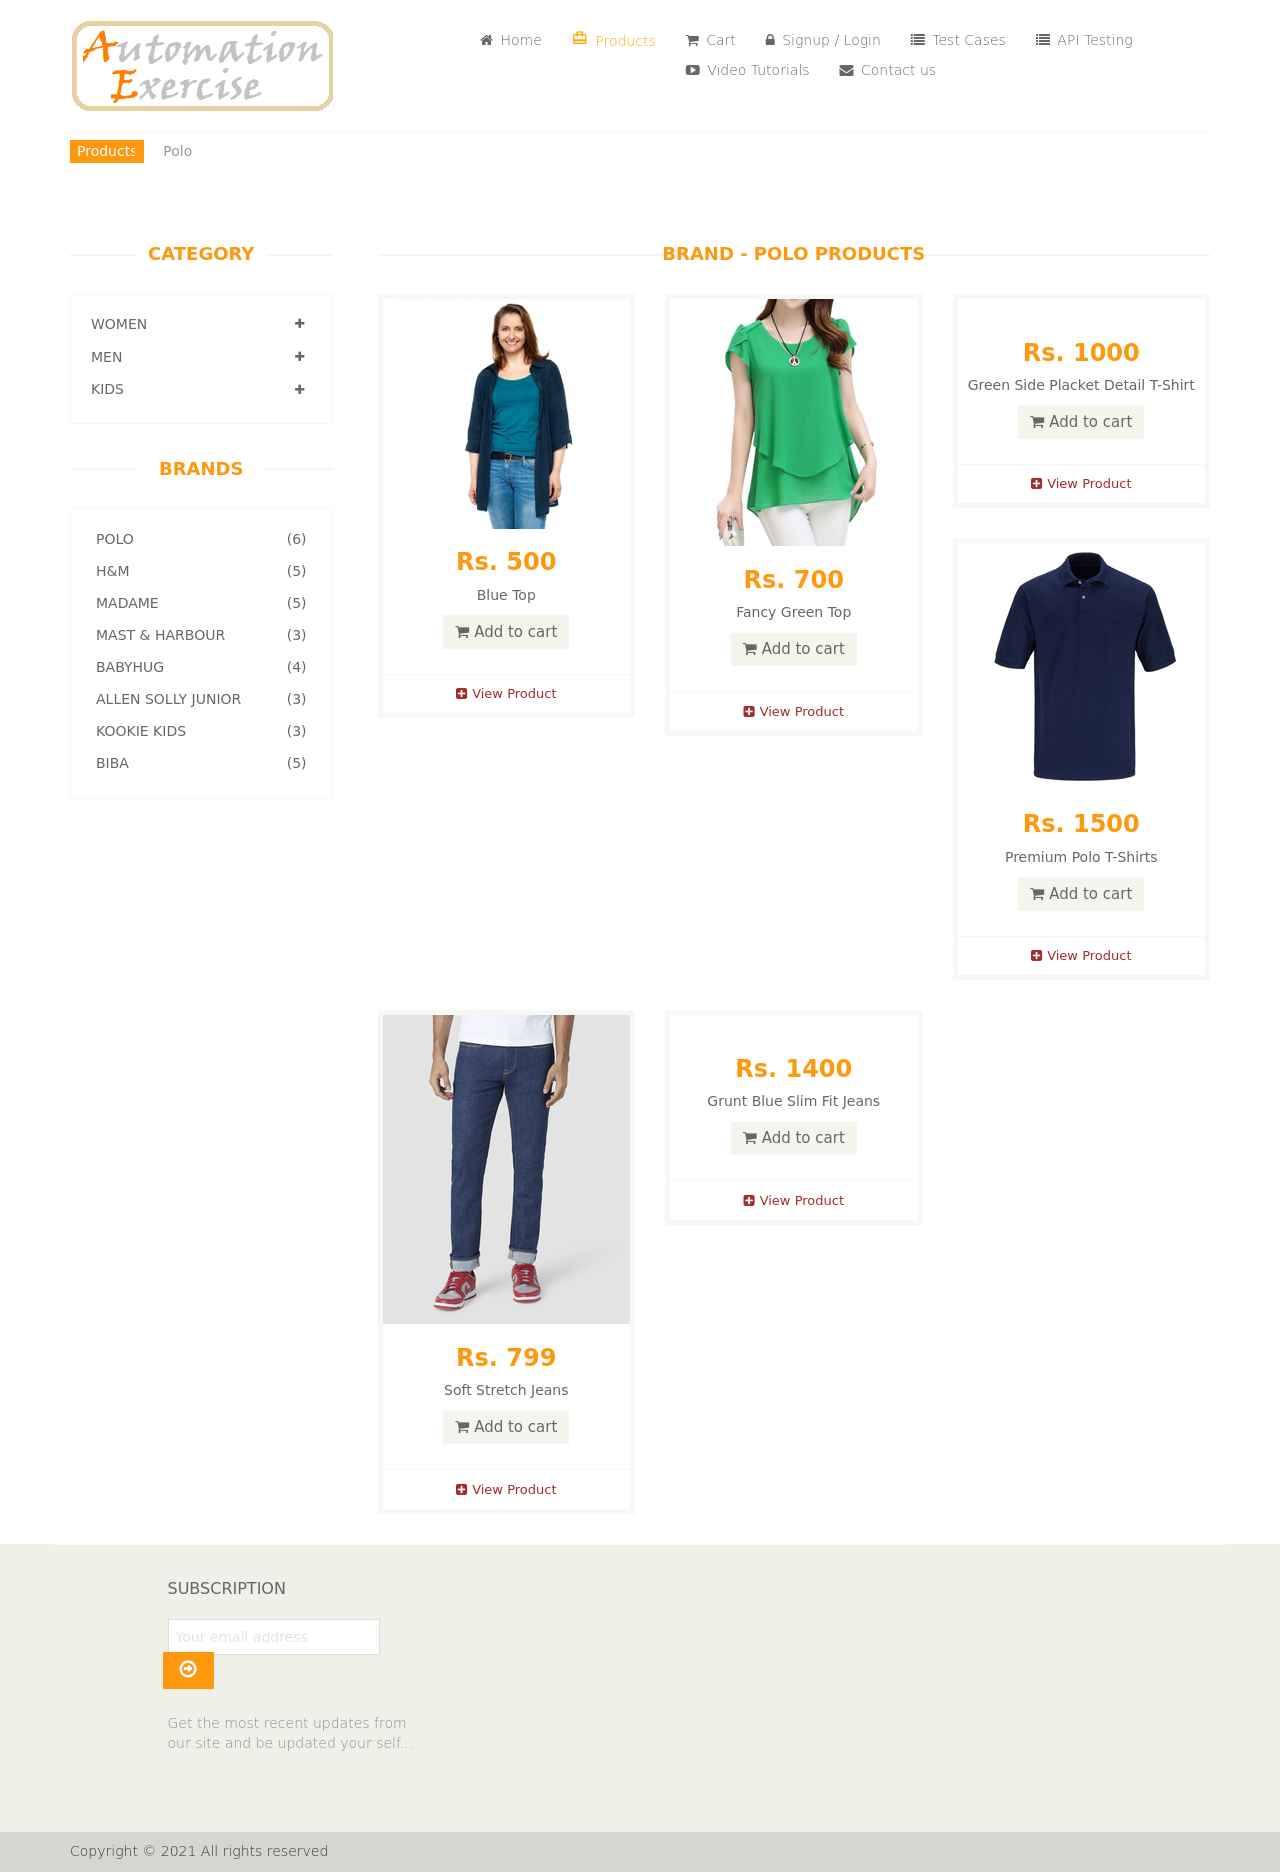 Automation
Exercise
Home Products Cart Signup / Login Test Cases API Testing
Video Tutorials Contact us
Products Polo
CATEGORY
WOMEN
MEN
KIDS
BRANDS
POLO (6)
H&M (5)
MADAME (5)
MAST & HARBOUR (3)
BABYHUG (4)
ALLEN SOLLY JUNIOR (3)
KOOKIE KIDS (3)
BIBA (5)
BRAND - POLO PRODUCTS
Rs. 500
Blue Top
Add to cart
View Product
Rs. 700
Fancy Green Top
Add to cart
View Product
Rs. 1000
Green Side Placket Detail T-Shirt
Add to cart
View Product
Rs. 1500
Premium Polo T-Shirts
Add to cart
View Product
Rs. 799
Soft Stretch Jeans
Add to cart
View Product
Rs. 1400
Grunt Blue Slim Fit Jeans
Add to cart
View Product
SUBSCRIPTION
Your email address
Get the most recent updates from
our site and be updated your self...
Copyright © 2021 All rights reserved